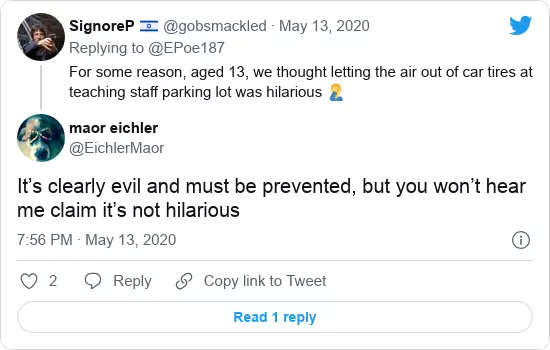 SignoreP 🇮🇱 @gobsmackled · May 13, 2020
Replying to @EPoe187
For some reason, aged 13, we thought letting the air out of car tires at
teaching staff parking lot was hilarious 🤦‍♂️
maor eichler
@EichlerMaor
It’s clearly evil and must be prevented, but you won’t hear
me claim it’s not hilarious
7:56 PM · May 13, 2020
2 Reply Copy link to Tweet
Read 1 reply